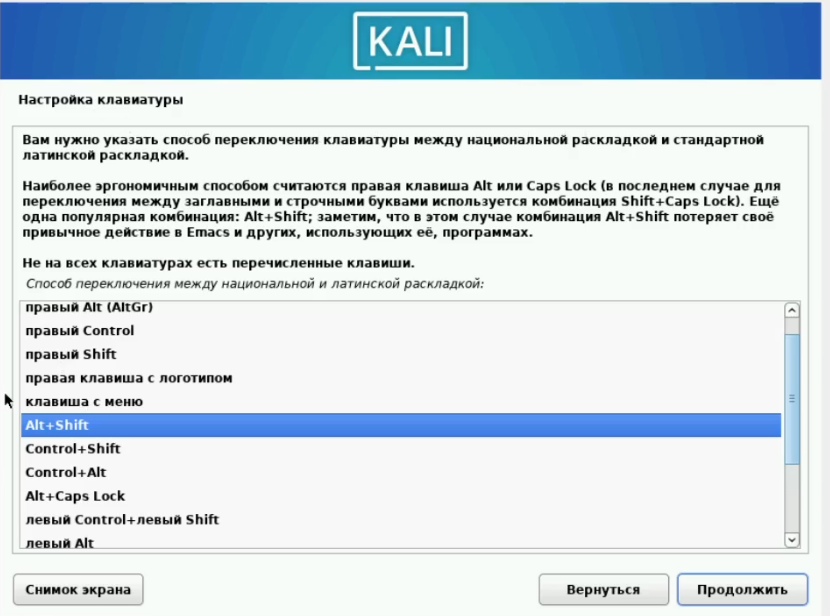 KALI
Настройка клавиатуры
Вам нужно указать способ переключения клавиатуры между национальной раскладкой и стандартной
латинской раскладкой.
Наиболее эргономичным способом считаются правая клавиша Alt или Caps Lock (в последнем случае для
переключения между заглавными и строчными буквами используется комбинация Shift+Caps Lock). Ещё
одна популярная комбинация: Alt+Shift; заметим, что в этом случае комбинация Alt+Shift потеряет своё
привычное действие в Emacs и других, использующих её, программах.
Не на всех клавиатурах есть перечисленные клавиши.
Способ переключения между национальной и латинской раскладкой:
правый Alt (AltGr)
правый Control
правый Shift
правая клавиша с логотипом
клавиша с меню
Alt+Shift
Control+Shift
Control+Alt
Alt+Caps Lock
левый Control+левый Shift
левый Alt
Снимок экрана
Вернуться
Продолжить